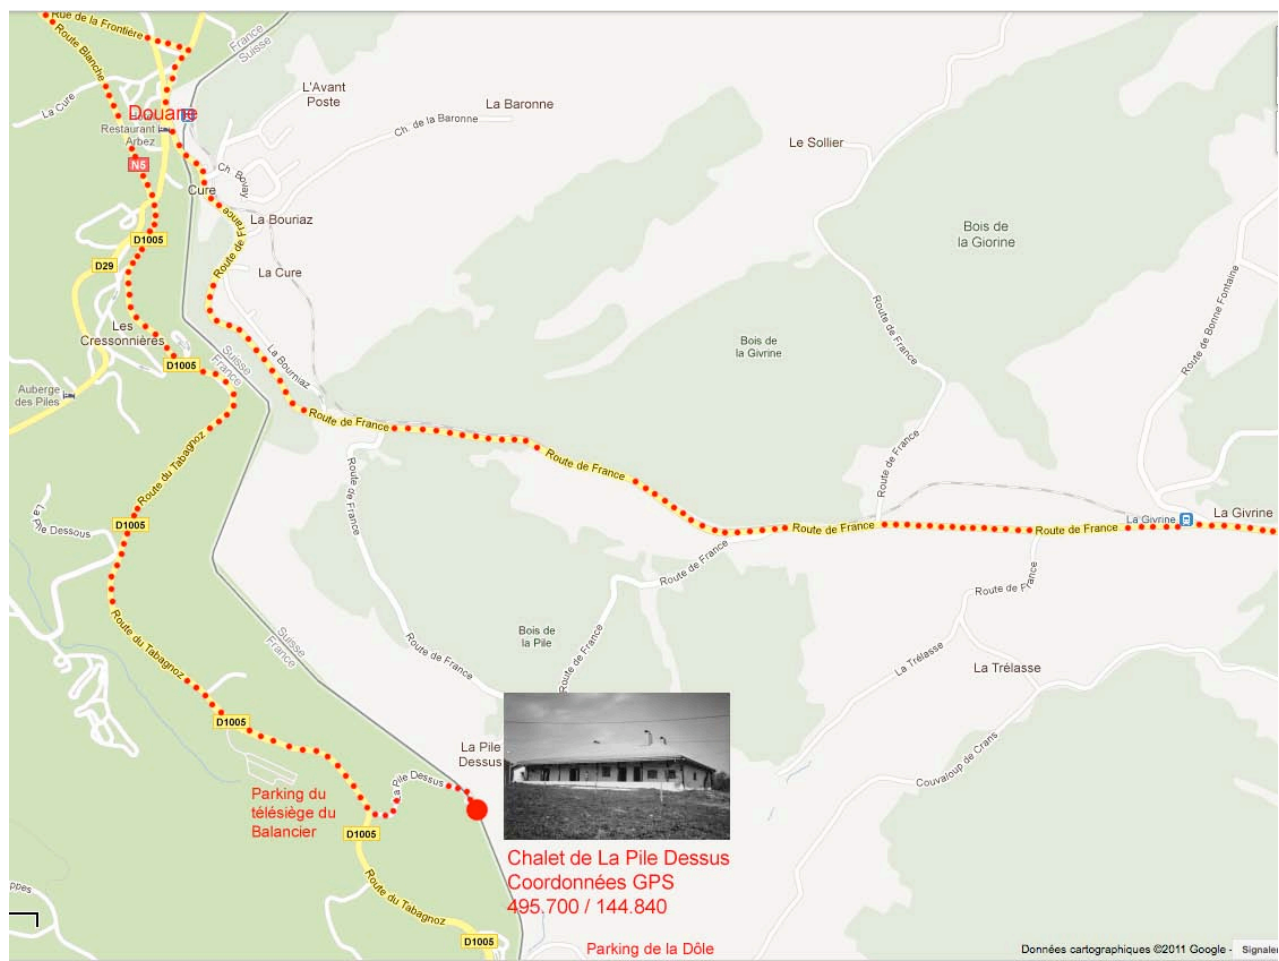 Rue de la Frontière
Route Blanche
France
Suisse
La Cure
L'Avant
Poste
La Baronne
Ch. de la Baronne
Douane
Restaurant
Arbez
N5
Le Sollier
Ch. Bovay
Cure
La Bouriaz
Route de France
Bois de
la Giorine
D1005
D29
La Cure
Route de Bonne Fontaine
Route de France
Les
Cressonnières
Suisse
France
La Bourniaz
Bois de
la Givrine
D1005
Auberge
des Piles
Route de France
Route du Tabagnoz
Route de France
Route de France
Route de France
La Pile Dessous
D1005
Route de France
Route de France
La Givrine
La Givrine
Route de France
Route de France
Route du Tabagnoz
Suisse
France
Bois de
la Pile
Route de France
Route de France
La Trélasse
La Trélasse
D1005
La Pile
Dessus
La Pile Dessus
Couvaloup de Crans
Parking du
télésiège du
Balancier
D1005
Chalet de La Pile Dessus
Coordonnées GPS
495.700 / 144.840
Route du Tabagnoz
ppes
D1005
Parking de la Dôle
Données cartographiques ©2011 Google -
Signaler